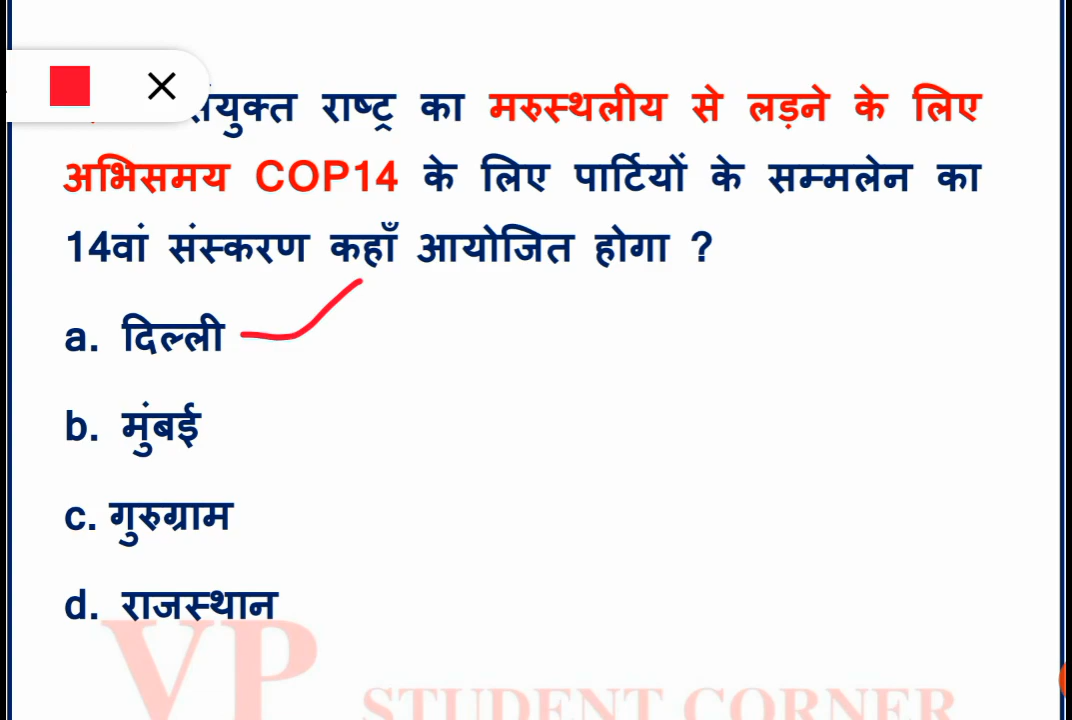 संयुक्त राष्ट्र का मरुस्थलीय से लड़ने के लिए
अभिसमय COP14 के लिए पार्टियों के सम्मलेन का
14वां संस्करण कहाँ आयोजित होगा ?
a. दिल्ली
b. मुंबई
c. गुरुग्राम
d. राजस्थान
VP STUDENT CORNER